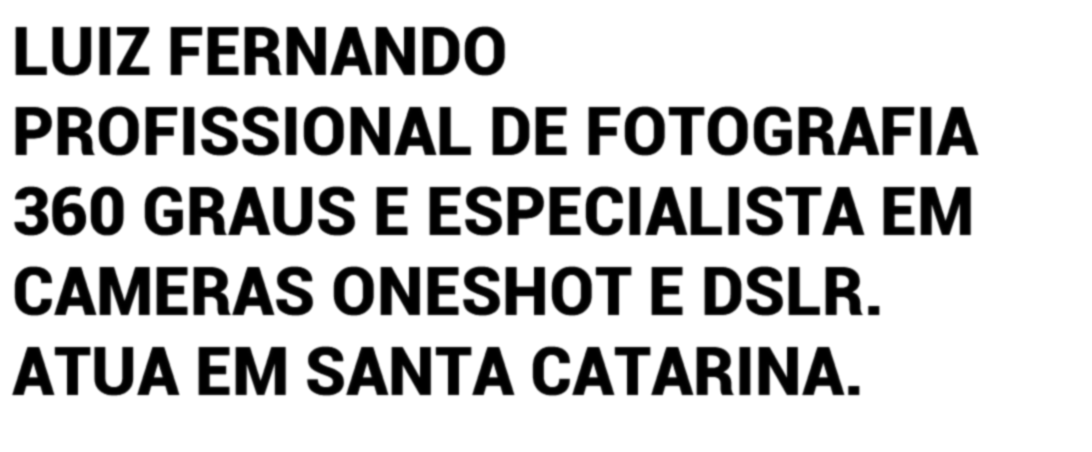 LUIZ FERNANDO
PROFISSIONAL DE FOTOGRAFIA
360 GRAUS E ESPECIALISTA EM
CAMERAS ONESHOT E DSLR.
ATUA EM SANTA CATARINA.